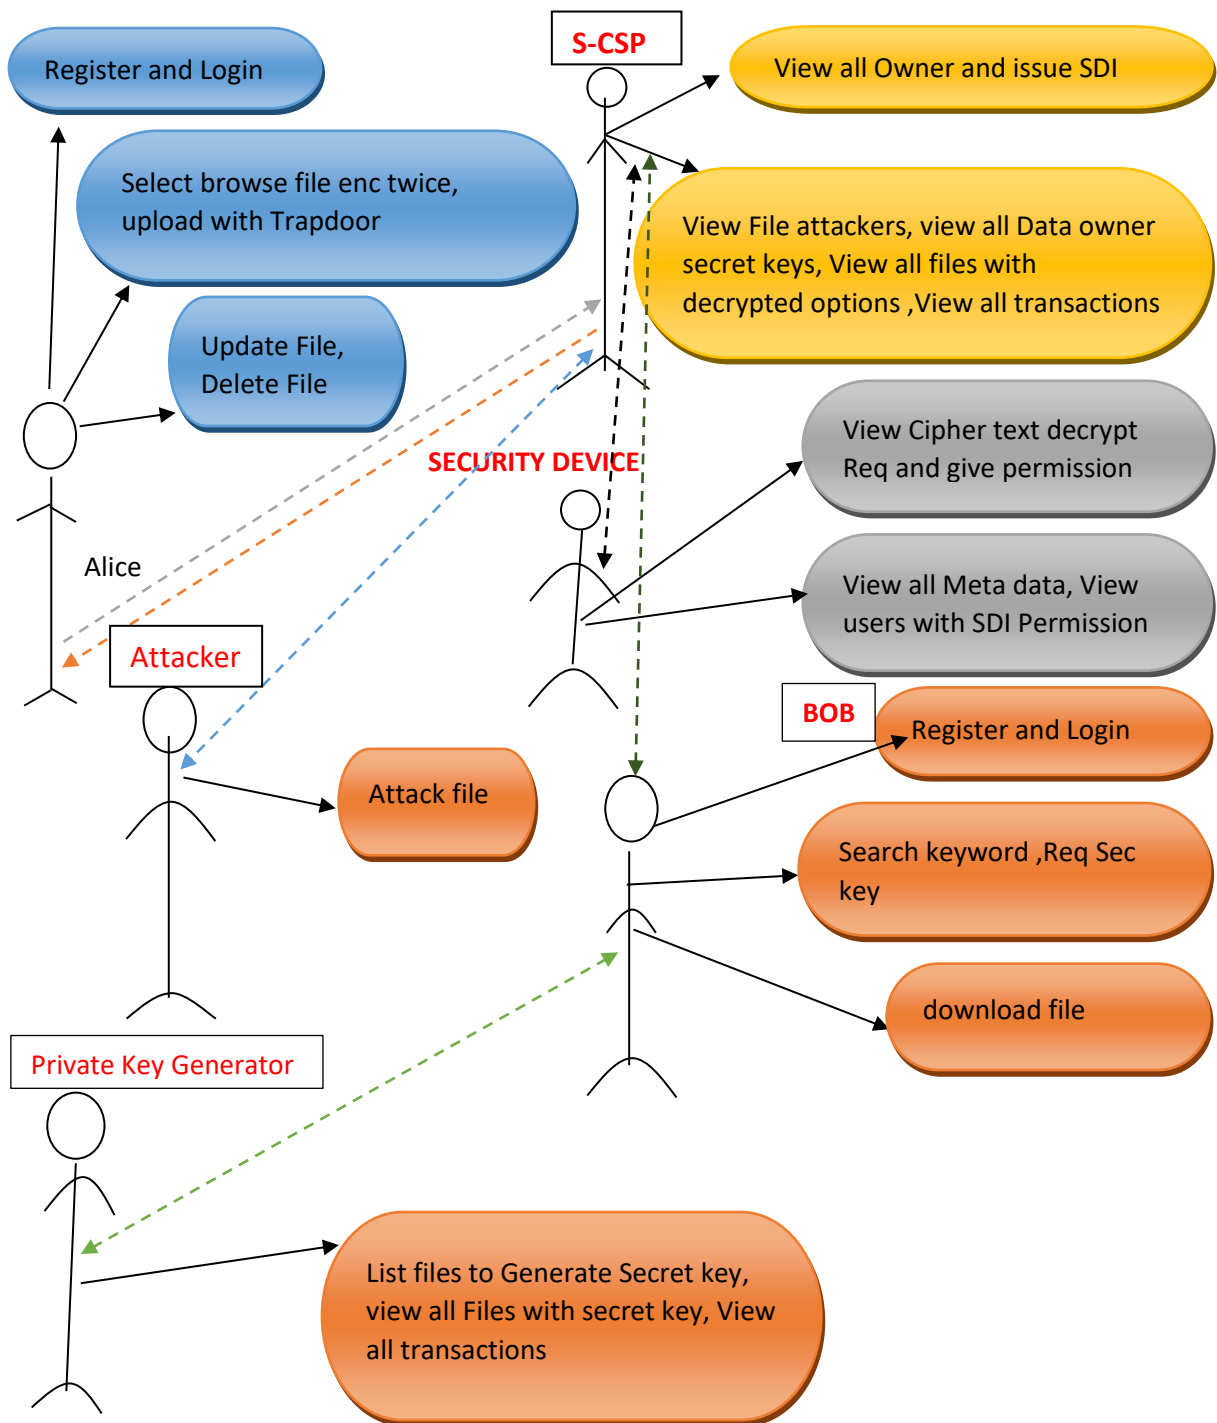 S-CSP
Register and Login
View all Owner and issue SDI
Select browse file enc twice,
upload with Trapdoor
View File attackers, view all Data owner
secret keys, View all files with
decrypted options ,View all transactions
Update File,
Delete File
View Cipher text decrypt
Req and give permission
SECURITY DEVICE
Alice
View all Meta data, View
users with SDI Permission
Attacker
BOB
Register and Login
Attack file
Search keyword ,Req Sec
key
download file
Private Key Generator
List files to Generate Secret key,
view all Files with secret key, View
all transactions